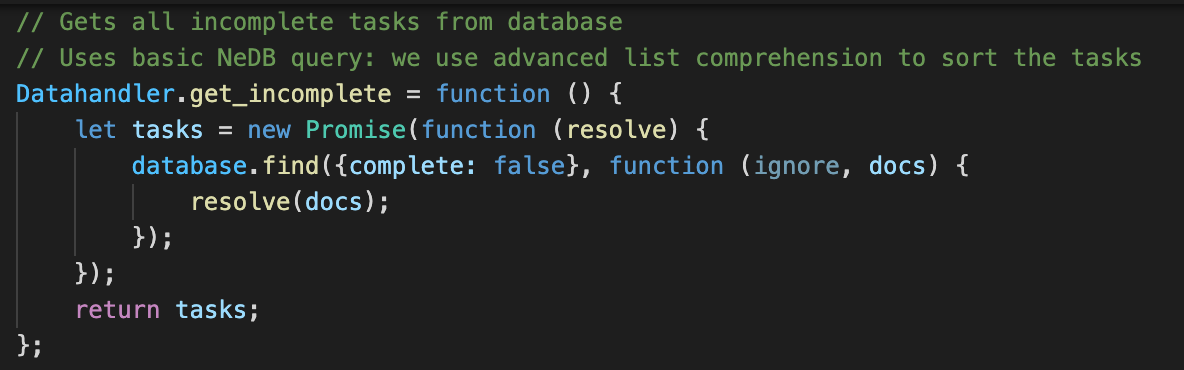 // Gets all incomplete tasks from database
// Uses basic NeDB query: we use advanced list comprehension to sort the tasks
Datahandler.get_incomplete = function () {
    let tasks = new Promise(function (resolve) {
        database.find({complete: false}, function (ignore, docs) {
            resolve(docs);
        });
    });
    return tasks;
};